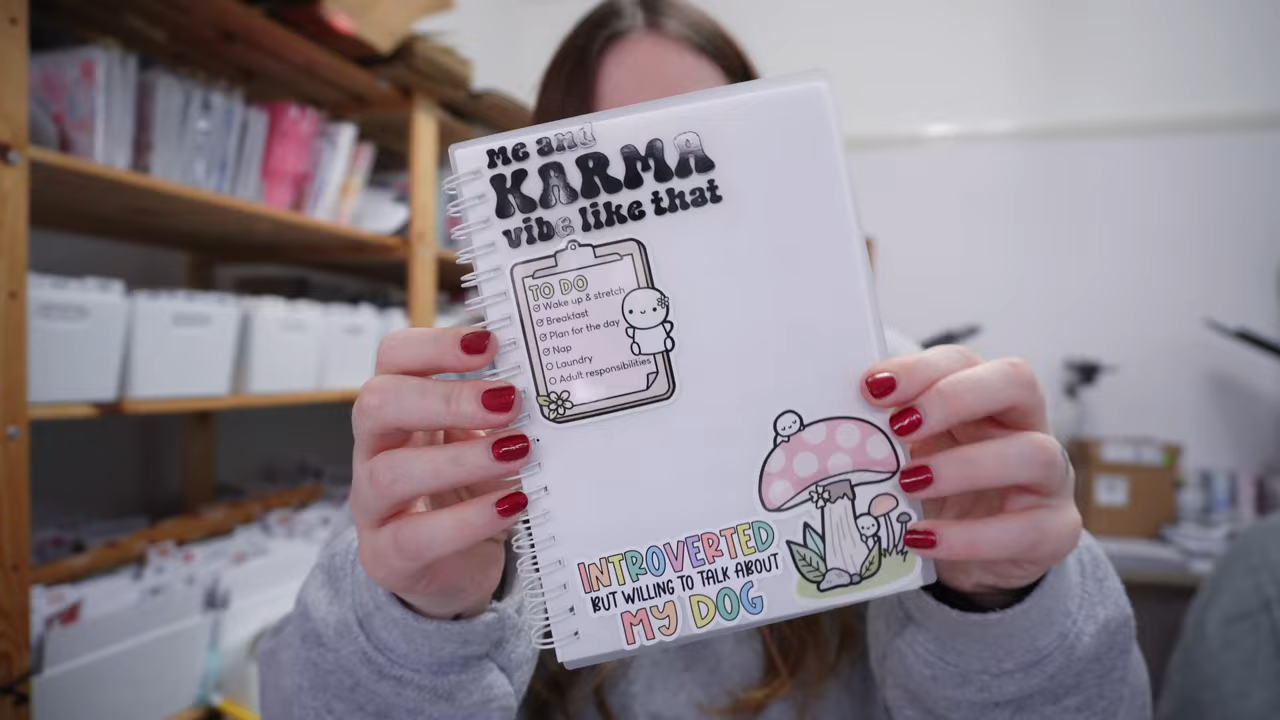 Me and
KARMA
vibe like that
TO DO
Wake up & stretch
Breakfast
Plan for the day
Nap
Laundry
Adult responsibilities
INTROVERTED
BUT WILLING TO TALK ABOUT
MY DOG